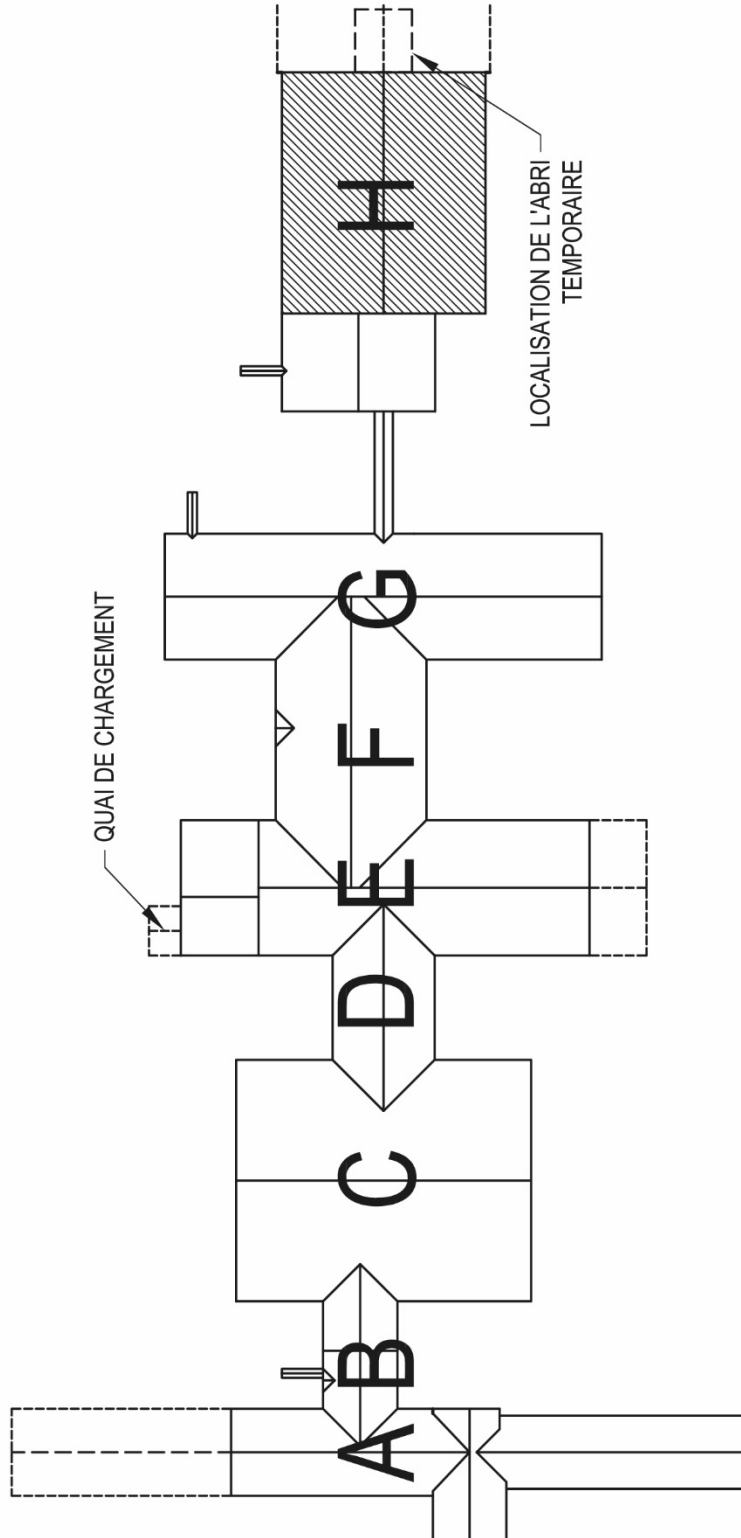 QUAI DE CHARGEMENT
A
B
C
D
E
F
G
H
LOCALISATION DE L'ABRI
TEMPORAIRE